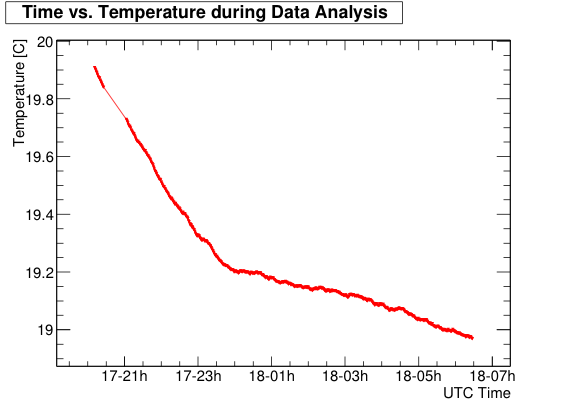 Time vs. Temperature during Data Analysis
Temperature [C]
20
19.8
19.6
19.4
19.2
19
17-21h 17-23h 18-01h 18-03h 18-05h 18-07h
UTC Time